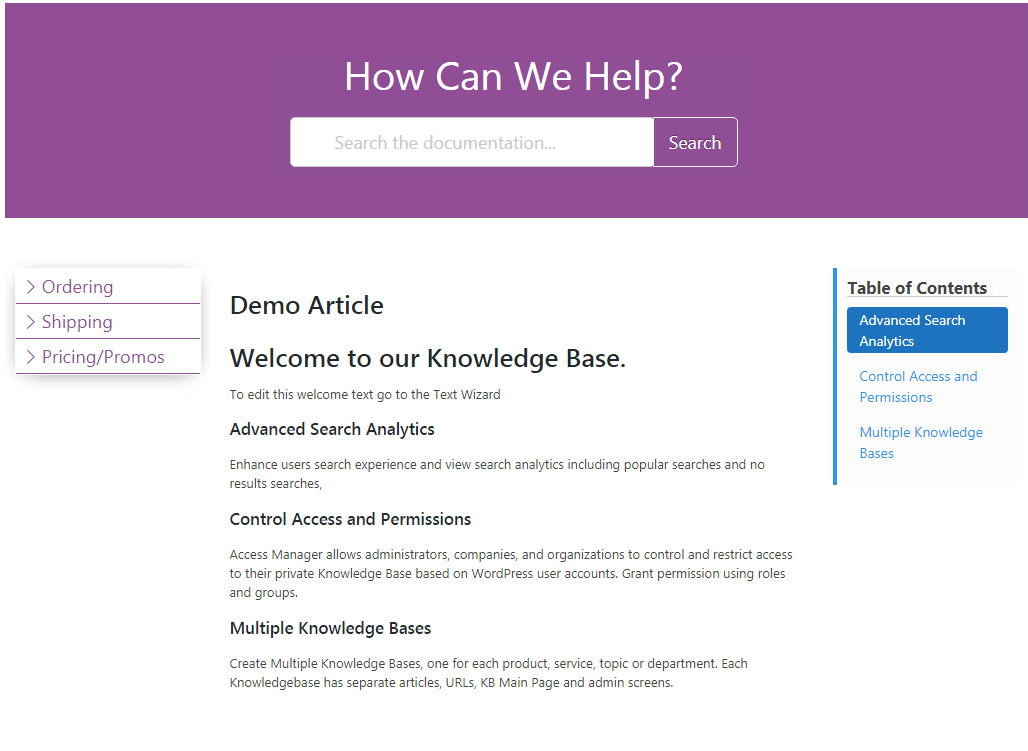 How Can We Help?
Search the documentation...
Search
Ordering
Shipping
Pricing/Promos
Demo Article
Welcome to our Knowledge Base.
To edit this welcome text go to the Text Wizard
Advanced Search Analytics
Enhance users search experience and view search analytics including popular searches and no
results searches,
Control Access and Permissions
Access Manager allows administrators, companies, and organizations to control and restrict access
to their private Knowledge Base based on WordPress user accounts. Grant permission using roles
and groups.
Multiple Knowledge Bases
Create Multiple Knowledge Bases, one for each product, service, topic or department. Each
Knowledgebase has separate articles, URLs, KB Main Page and admin screens.
Table of Contents
Advanced Search
Analytics
Control Access and
Permissions
Multiple Knowledge
Bases